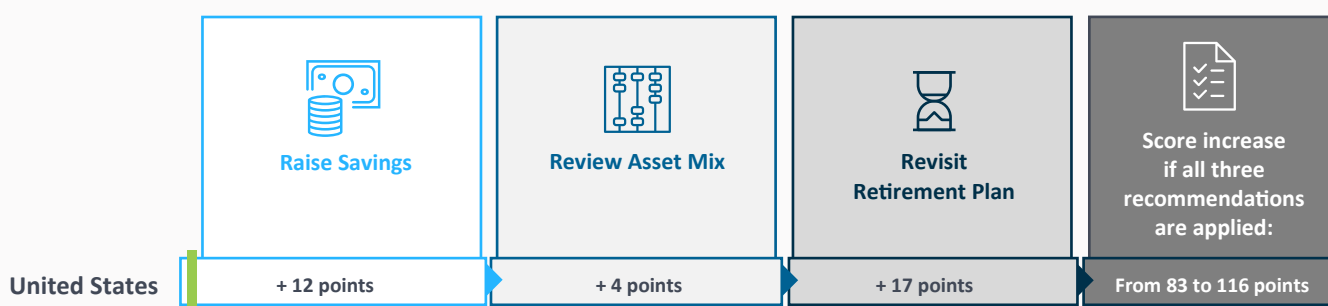 Raise Savings
Review Asset Mix
Revisit
Retirement Plan
Score increase
if all three
recommendations
are applied:
United States
+ 12 points
+ 4 points
+ 17 points
From 83 to 116 points